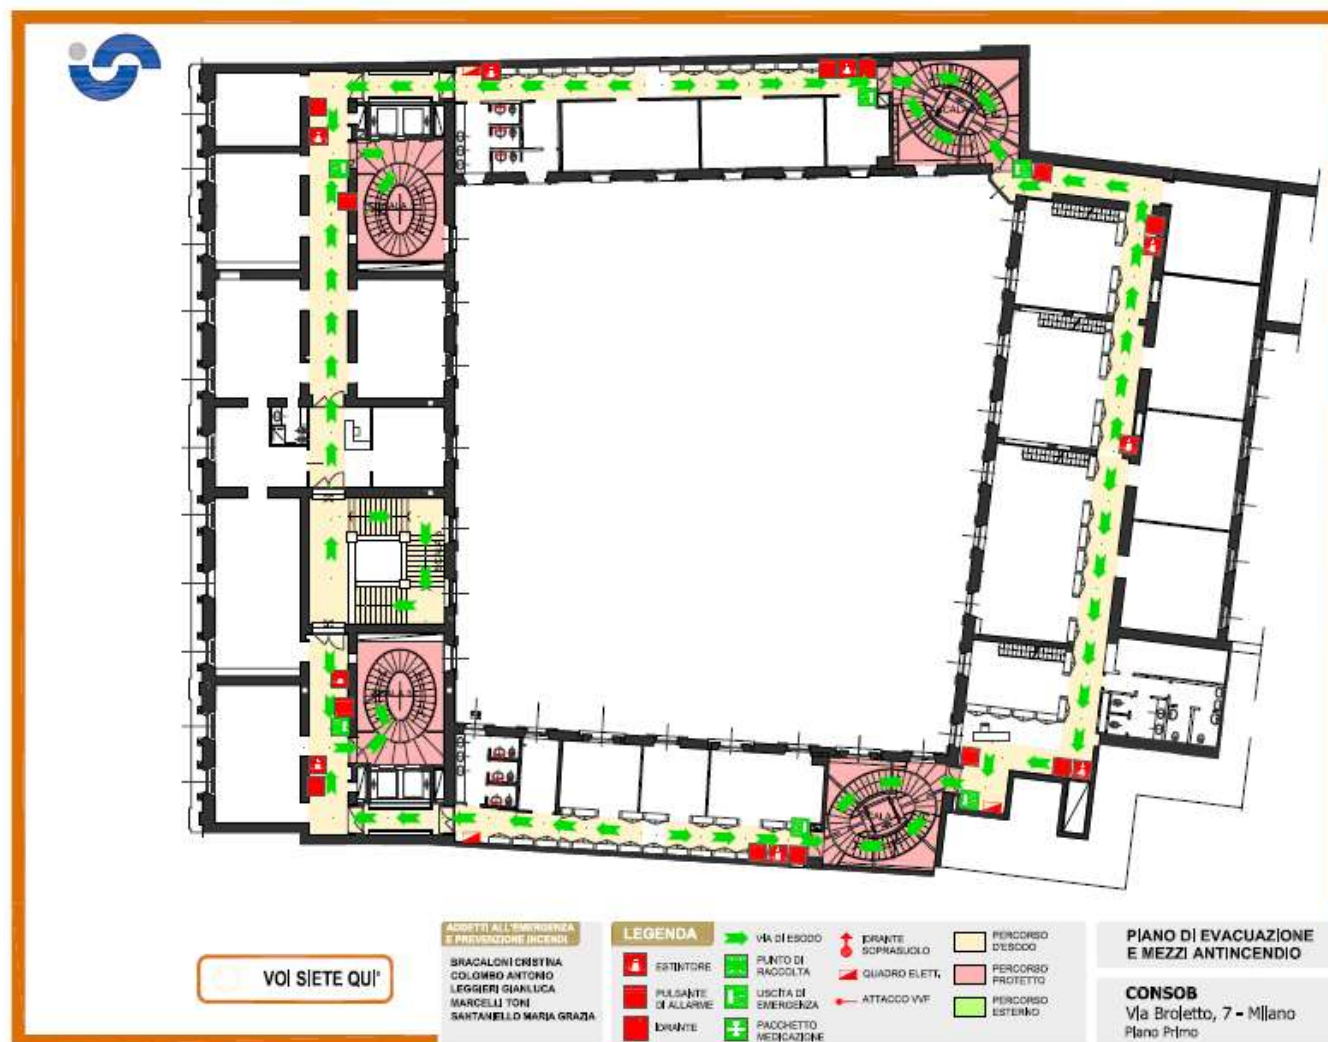 VOI SIETE QUI'
ADDETTI ALL'EMERGENZA
E PREVENZIONE INCENDI
BRACALONI CRISTINA
COLOMBO ANTONIO
LEGGIERI GIANLUCA
MARCELLI TONI
SANTANIELLO MARIA GRAZIA
LEGENDA
ESTINTORE
PULSANTE
DI ALLARME
IDRANTE
VIA DI ESODO
PUNTO DI
RACCOLTA
USCITA DI
EMERGENZA
PACCHETTO
MEDICAZIONE
IDRANTE
SOPRASUOLO
QUADRO ELETT.
ATTACCO VVF
PERCORSO
D'ESODO
PERCORSO
PROTETTO
PERCORSO
ESTERNO
PIANO DI EVACUAZIONE
E MEZZI ANTINCENDIO
CONSOB
Via Broletto, 7 - Milano
Piano Primo